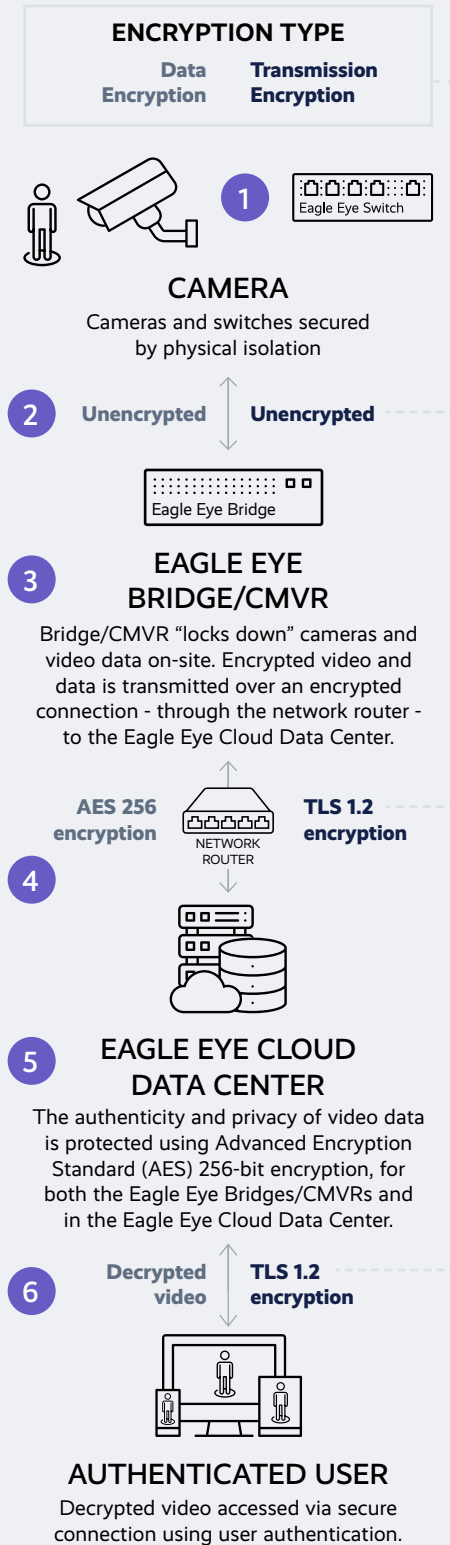 ENCRYPTION TYPE
Data Encryption
Transmission Encryption
1
Eagle Eye Switch
CAMERA
Cameras and switches secured
by physical isolation
2
Unencrypted
Unencrypted
Eagle Eye Bridge
3
EAGLE EYE
BRIDGE/CMVR
Bridge/CMVR “locks down” cameras and
video data on-site. Encrypted video and
data is transmitted over an encrypted
connection - through the network router -
to the Eagle Eye Cloud Data Center.
AES 256
encryption
NETWORK
ROUTER
TLS 1.2
encryption
4
5
EAGLE EYE CLOUD
DATA CENTER
The authenticity and privacy of video data
is protected using Advanced Encryption
Standard (AES) 256-bit encryption, for
both the Eagle Eye Bridges/CMVRs and
in the Eagle Eye Cloud Data Center.
6
Decrypted
video
TLS 1.2
encryption
AUTHENTICATED USER
Decrypted video accessed via secure
connection using user authentication.